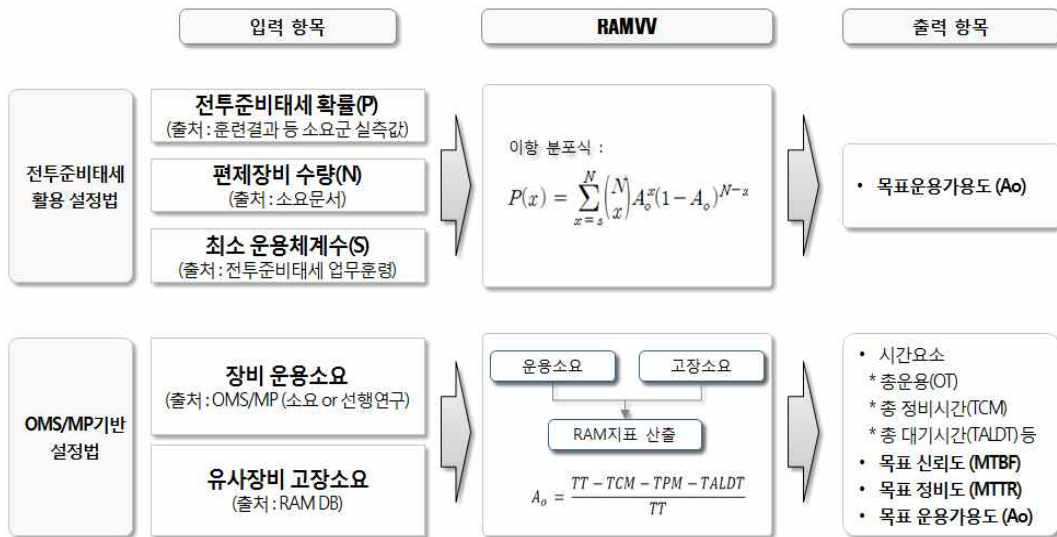 입력 항목
RAMVV
출력 항목
전투준비태세
활용 설정법
전투준비태세 확률(P)
(출처 : 훈련결과 등 소요군 실측값)
편제장비 수량(N)
(출처 : 소요문서)
최소 운용체계수(S)
(출처 : 전투준비태세 업무훈령)
이항 분포식 :
P(x) = \sum_{x=s}^{N} \binom{N}{x} A_o^x (1-A_o)^{N-x}
• 목표운용가용도 (Ao)
OMS/MP기반
설정법
장비 운용소요
(출처 : OMS/MP (소요 or 선행연구)
유사장비 고장소요
(출처 : RAM DB)
운용소요
고장소요
RAM지표 산출
A_o = \frac{TT-TCM-TPM-TALDT}{TT}
• 시간요소
* 총운용(OT)
* 총 정비시간(TCM)
* 총 대기시간(TALDT) 등
• 목표 신뢰도 (MTBF)
• 목표 정비도 (MTTR)
• 목표 운용가용도 (Ao)